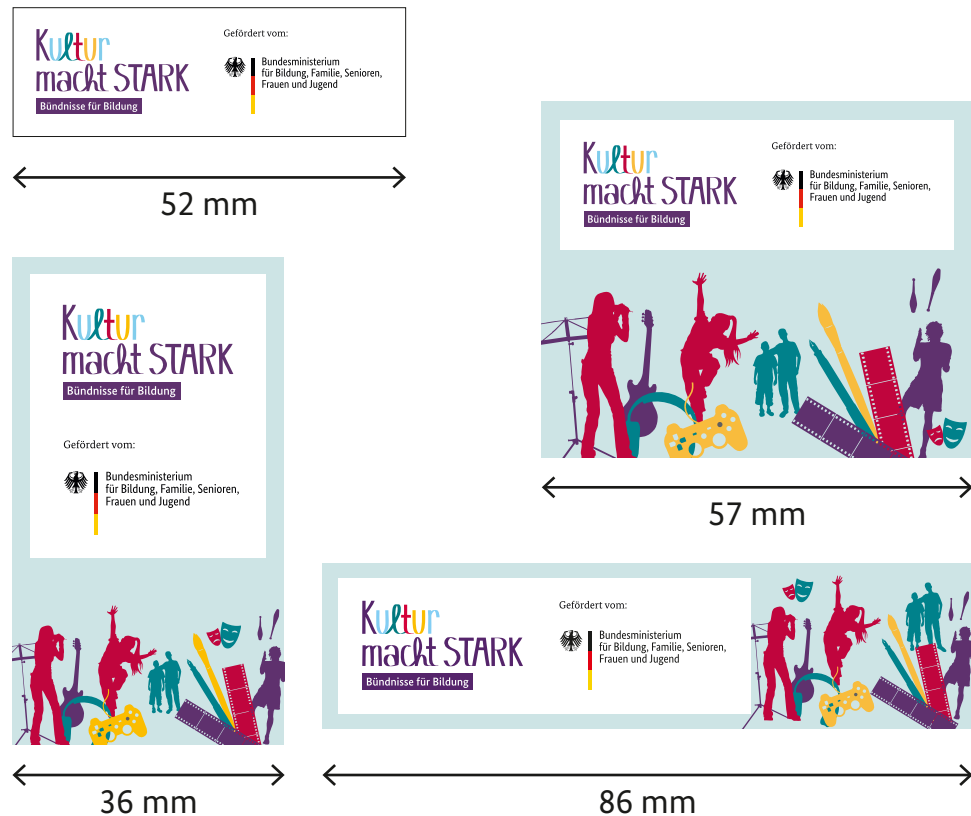 Kultur
macht STARK
Bündnisse für Bildung
Gefördert vom:
Bundesministerium
für Bildung, Familie, Senioren,
Frauen und Jugend
52 mm
Kultur
macht STARK
Bündnisse für Bildung
Gefördert vom:
Bundesministerium
für Bildung, Familie, Senioren,
Frauen und Jugend
57 mm
Kultur
macht STARK
Bündnisse für Bildung
Gefördert vom:
Bundesministerium
für Bildung, Familie, Senioren,
Frauen und Jugend
36 mm
Kultur
macht STARK
Bündnisse für Bildung
Gefördert vom:
Bundesministerium
für Bildung, Familie, Senioren,
Frauen und Jugend
86 mm